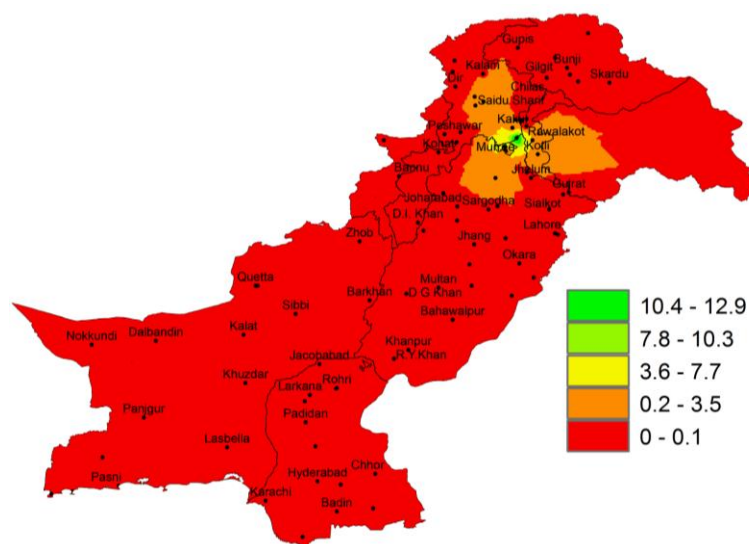 Gupis
Kalam
Gilgit
Bunji
Dir
Chilas
Skardu
Saidu Sharif
Kakul
Peshawar
Rawalakot
Kohat
Kotli
Bannu
Jhelum
Gujrat
Sargodha
Sialkot
D.I. Khan
Lahore
Zhob
Jhang
Okara
Quetta
Multan
Barkhan
D.G.Khan
Sibbi
Bahawalpur
Nokkundi
Dalbandin
Kalat
Khanpur
Jacobabad
R.Y.Khan
Khuzdar
Rohri
Larkana
Panjgur
Padidan
Lasbella
Pasni
Hyderabad
Chhor
Karachi
Badin
10.4 - 12.9
7.8 - 10.3
3.6 - 7.7
0.2 - 3.5
0 - 0.1